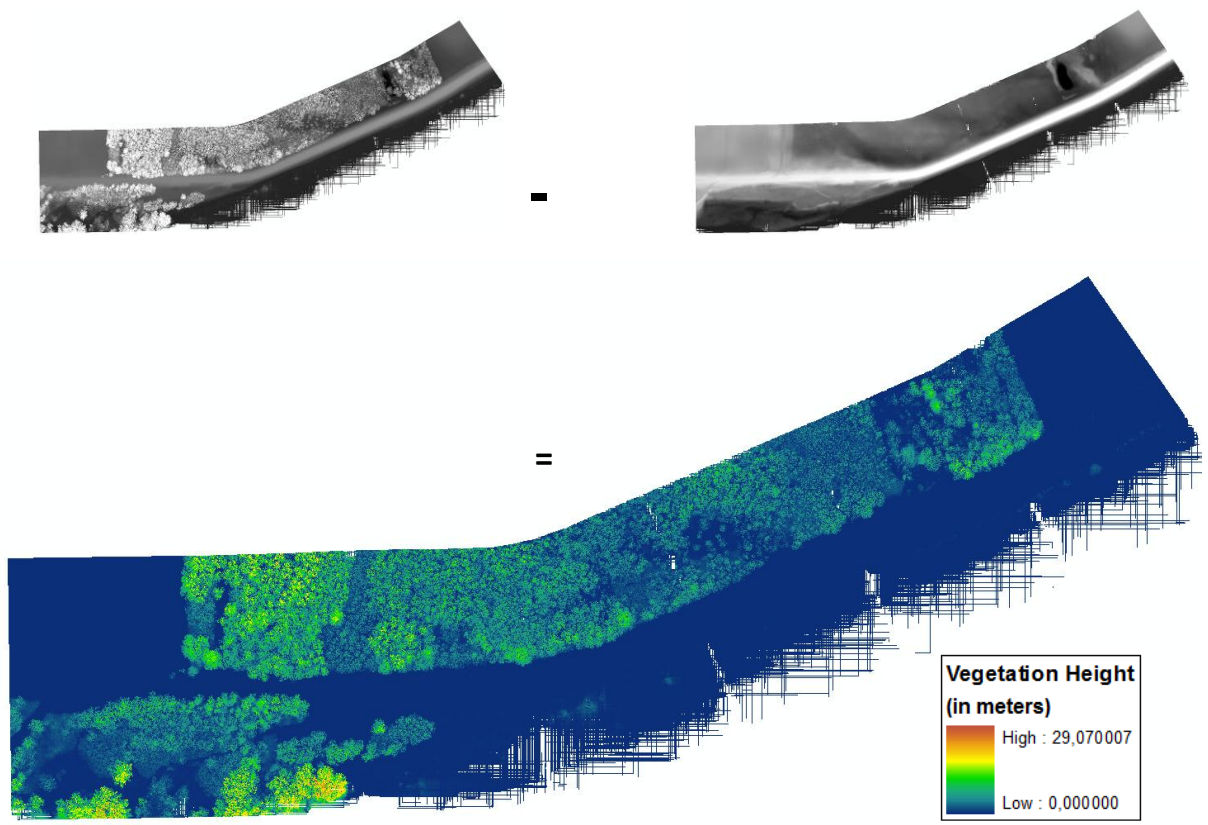 -
=
Vegetation Height
(in meters)
High : 29,070007
Low : 0,000000